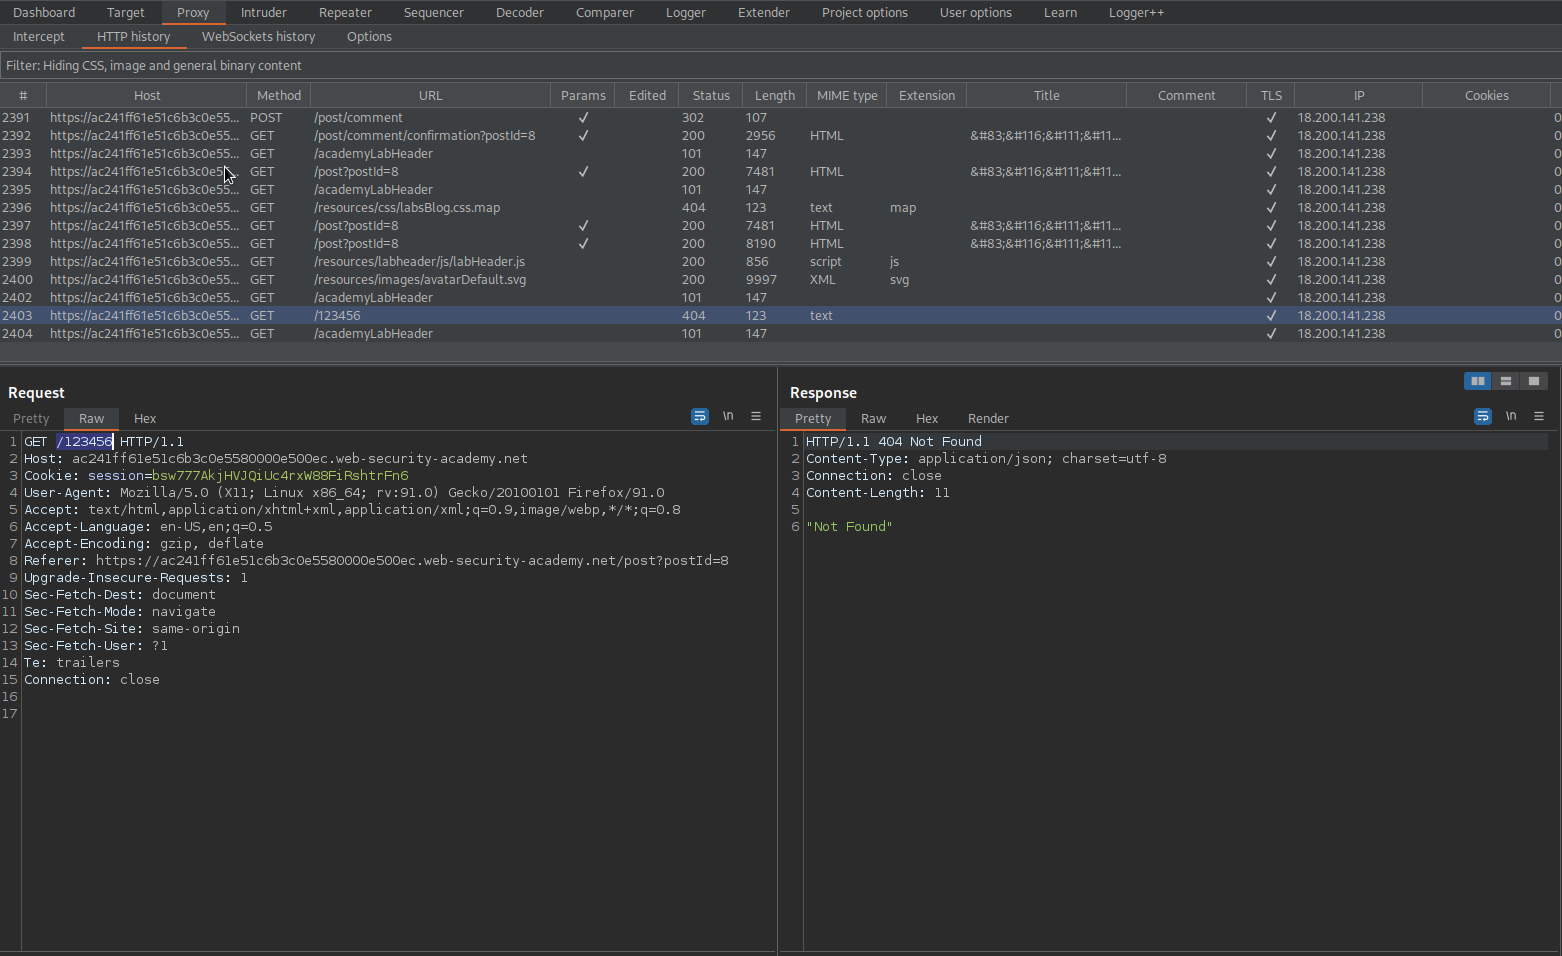 Dashboard Target Proxy Intruder Repeater Sequencer Decoder Comparer Logger Extender Project options User options Learn Logger++
Intercept HTTP history WebSockets history Options
Filter: Hiding CSS, image and general binary content
# Host Method URL Params Edited Status Length MIME type Extension Title Comment TLS IP Cookies
2391 https://ac241ff61e51c6b3c0e55... POST /post/comment ✓ 302 107 ✓ 18.200.141.238 0
2392 https://ac241ff61e51c6b3c0e55... GET /post/comment/confirmation?postId=8 ✓ 200 2956 HTML &#83;&#116;&#111;&#11... ✓ 18.200.141.238 0
2393 https://ac241ff61e51c6b3c0e55... GET /academyLabHeader 101 147 ✓ 18.200.141.238 0
2394 https://ac241ff61e51c6b3c0e55... GET /post?postId=8 ✓ 200 7481 HTML &#83;&#116;&#111;&#11... ✓ 18.200.141.238 0
2395 https://ac241ff61e51c6b3c0e55... GET /academyLabHeader 101 147 ✓ 18.200.141.238 0
2396 https://ac241ff61e51c6b3c0e55... GET /resources/css/labsBlog.css.map 404 123 text map ✓ 18.200.141.238 0
2397 https://ac241ff61e51c6b3c0e55... GET /post?postId=8 ✓ 200 7481 HTML &#83;&#116;&#111;&#11... ✓ 18.200.141.238 0
2398 https://ac241ff61e51c6b3c0e55... GET /post?postId=8 ✓ 200 8190 HTML &#83;&#116;&#111;&#11... ✓ 18.200.141.238 0
2399 https://ac241ff61e51c6b3c0e55... GET /resources/labheader/js/labHeader.js 200 856 script js ✓ 18.200.141.238 0
2400 https://ac241ff61e51c6b3c0e55... GET /resources/images/avatarDefault.svg 200 9997 XML svg ✓ 18.200.141.238 0
2402 https://ac241ff61e51c6b3c0e55... GET /academyLabHeader 101 147 ✓ 18.200.141.238 0
2403 https://ac241ff61e51c6b3c0e55... GET /123456 404 123 text ✓ 18.200.141.238 0
2404 https://ac241ff61e51c6b3c0e55... GET /academyLabHeader 101 147 ✓ 18.200.141.238 0
Request
Pretty Raw Hex \n
1 GET /123456 HTTP/1.1
2 Host: ac241ff61e51c6b3c0e5580000e500ec.web-security-academy.net
3 Cookie: session=bsw777AkjHVJQiUc4rxW88FiRshtrFn6
4 User-Agent: Mozilla/5.0 (X11; Linux x86_64; rv:91.0) Gecko/20100101 Firefox/91.0
5 Accept: text/html,application/xhtml+xml,application/xml;q=0.9,image/webp,*/*;q=0.8
6 Accept-Language: en-US,en;q=0.5
7 Accept-Encoding: gzip, deflate
8 Referer: https://ac241ff61e51c6b3c0e5580000e500ec.web-security-academy.net/post?postId=8
9 Upgrade-Insecure-Requests: 1
10 Sec-Fetch-Dest: document
11 Sec-Fetch-Mode: navigate
12 Sec-Fetch-Site: same-origin
13 Sec-Fetch-User: ?1
14 Te: trailers
15 Connection: close
16
17
Response
Pretty Raw Hex Render \n
1 HTTP/1.1 404 Not Found
2 Content-Type: application/json; charset=utf-8
3 Connection: close
4 Content-Length: 11
5
6 "Not Found"